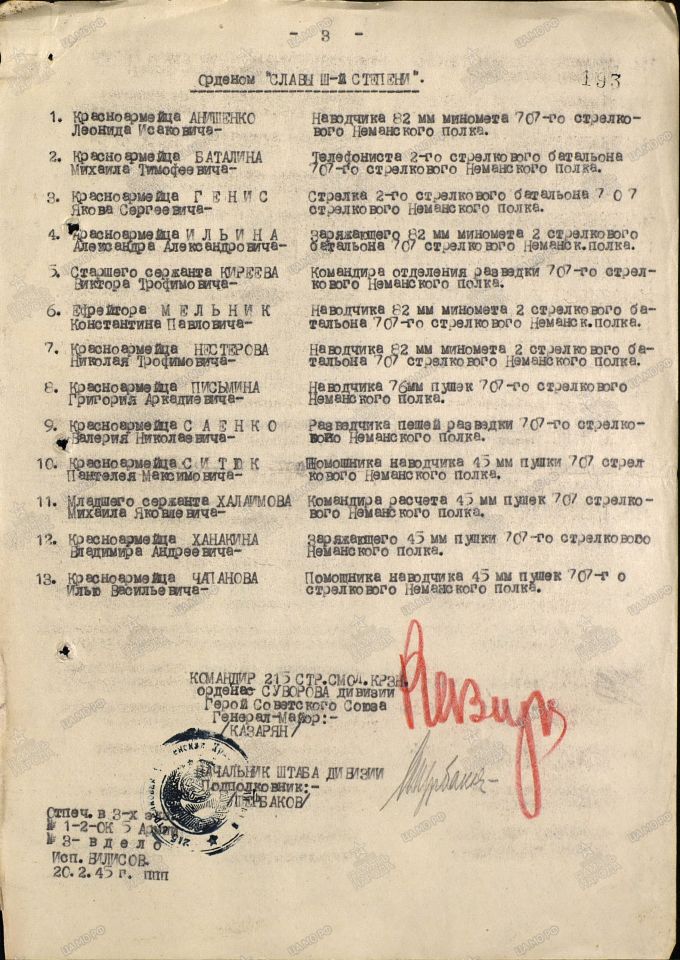 - 3 -
193
Орденом "СЛАВЫ Ш-й СТЕПЕНИ".
1. Красноармейца АНИЩЕНКО Наводчика 82 мм миномета 707-го стрелко-
Леонида Исаковича- вого Неманского полка.
2. Красноармейца БАТАЛИНА Телефониста 2-го стрелкового батальона
Михаила Тимофеевича- 707-го стрелкового Неманского полка.
3. Красноармейца Г Е Н И С Стрелка 2-го стрелкового батальона 7 0 7
Якова Сергеевича- стрелкового Неманского полка.
4. Красноармейца И Л Ь И Н А Заряжающего 82 мм миномета 2 стрелкового
Александра Александровича- батальона 707 стрелкового Неманск.полка.
5. Старшего сержанта КИРЕЕВА Командира отделения разведки 707-го стрел-
Виктора Трофимовича- кового Неманского полка.
6. Ефрейтора М Е Л Ь Н И К Наводчика 82 мм миномета 2 стрелкового ба-
Константина Павловича- тальона 707-го стрелкового Неманск.полка.
7. Красноармейца НЕСТЕРОВА Наводчика 82 мм миномета 2 стрелкового ба-
Николая Трофимовича- тальона 707 стрелкового Неманского полка.
8. Красноармейца ПИСЬМИНА Наводчика 76мм пушек 707-го стрелкового
Григория Аркадиевича- Неманского полка.
9. Красноармейца С А Е Н К О Разведчика пешей разведки 707-го стрелко-
Валерия Николаевича- вого Неманского полка.
10. Красноармейца С И Т Ю К Помошника наводчика 45 мм пушки 707 стрел
Пантелея Максимовича- кового Неманского полка.
11. Младшего сержанта ХАЛАИМОВА Командира расчета 45 мм пушек 707 стрелко-
Михаила Яковлевича- вого Неманского полка.
12. Красноармейца ХАНАКИНА Заряжающего 45 мм пушки 707-го стрелкового
Владимира Андреевича- Неманского полка.
13. Красноармейца ЧАПАНОВА Помошника наводчика 45 мм пушек 707-г о
Илью Васильевича- стрелкового Неманского полка.
КОМАНДИР 215 СТР.СМОЛ.КРЗН.
ордена СУВОРОВА дивизии
Герой Советского Союза
Генерал-Майор:-
/КАЗАРЯН/
НАЧАЛЬНИК ШТАБА ДИВИЗИИ
Подполковник:-
/ЩЕРБАКОВ/
Отпеч. в 3-х экз
№ 1-2-ОК 5 Армии
№ 3- в д е л о
Исп. ВИЛИСОВ.
20.2.45 г. ппп